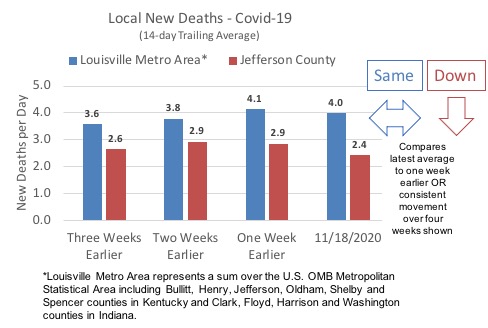 Local New Deaths - Covid-19
(14-day Trailing Average)
Louisville Metro Area* Jefferson County
Same Down
New Deaths per Day
5.0
4.0
3.0
2.0
1.0
0.0
3.6 2.6 3.8 2.9 4.1 2.9 4.0 2.4
Three Weeks Earlier
Two Weeks Earlier
One Week Earlier
11/18/2020
Compares
latest average
to one week
earlier OR
consistent
movement
over four
weeks shown
*Louisville Metro Area represents a sum over the U.S. OMB Metropolitan
Statistical Area including Bullitt, Henry, Jefferson, Oldham, Shelby and
Spencer counties in Kentucky and Clark, Floyd, Harrison and Washington
counties in Indiana.